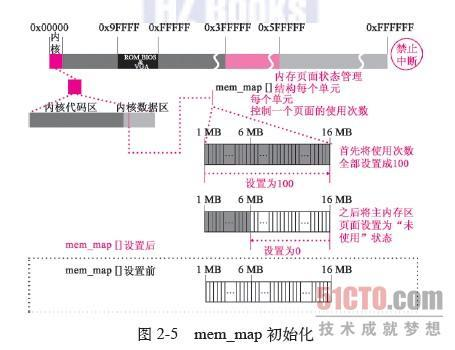 HZ BOOKS
0x00000 0x9FFFF 0xFFFFF 0x3FFFFF 0x5FFFFF 0xFFFFFF
内核
ROM BIOS
VGA
禁止
中断
内存页面状态管理
mem_map [] 结构每个单元
每个单元
控制一个页面的使用次数
内核代码区 内核数据区
1 MB 6 MB 16 MB
首先将使用次数
全部设置成100
设置为100
1 MB 6 MB 16 MB
之后将主内存区
页面设置为“未
使用”状态
设置为0
mem_map [] 设置后
mem_map [] 设置前
1 MB 6 MB 16 MB
51CTO.com
技术成就梦想
图 2-5 mem_map 初始化